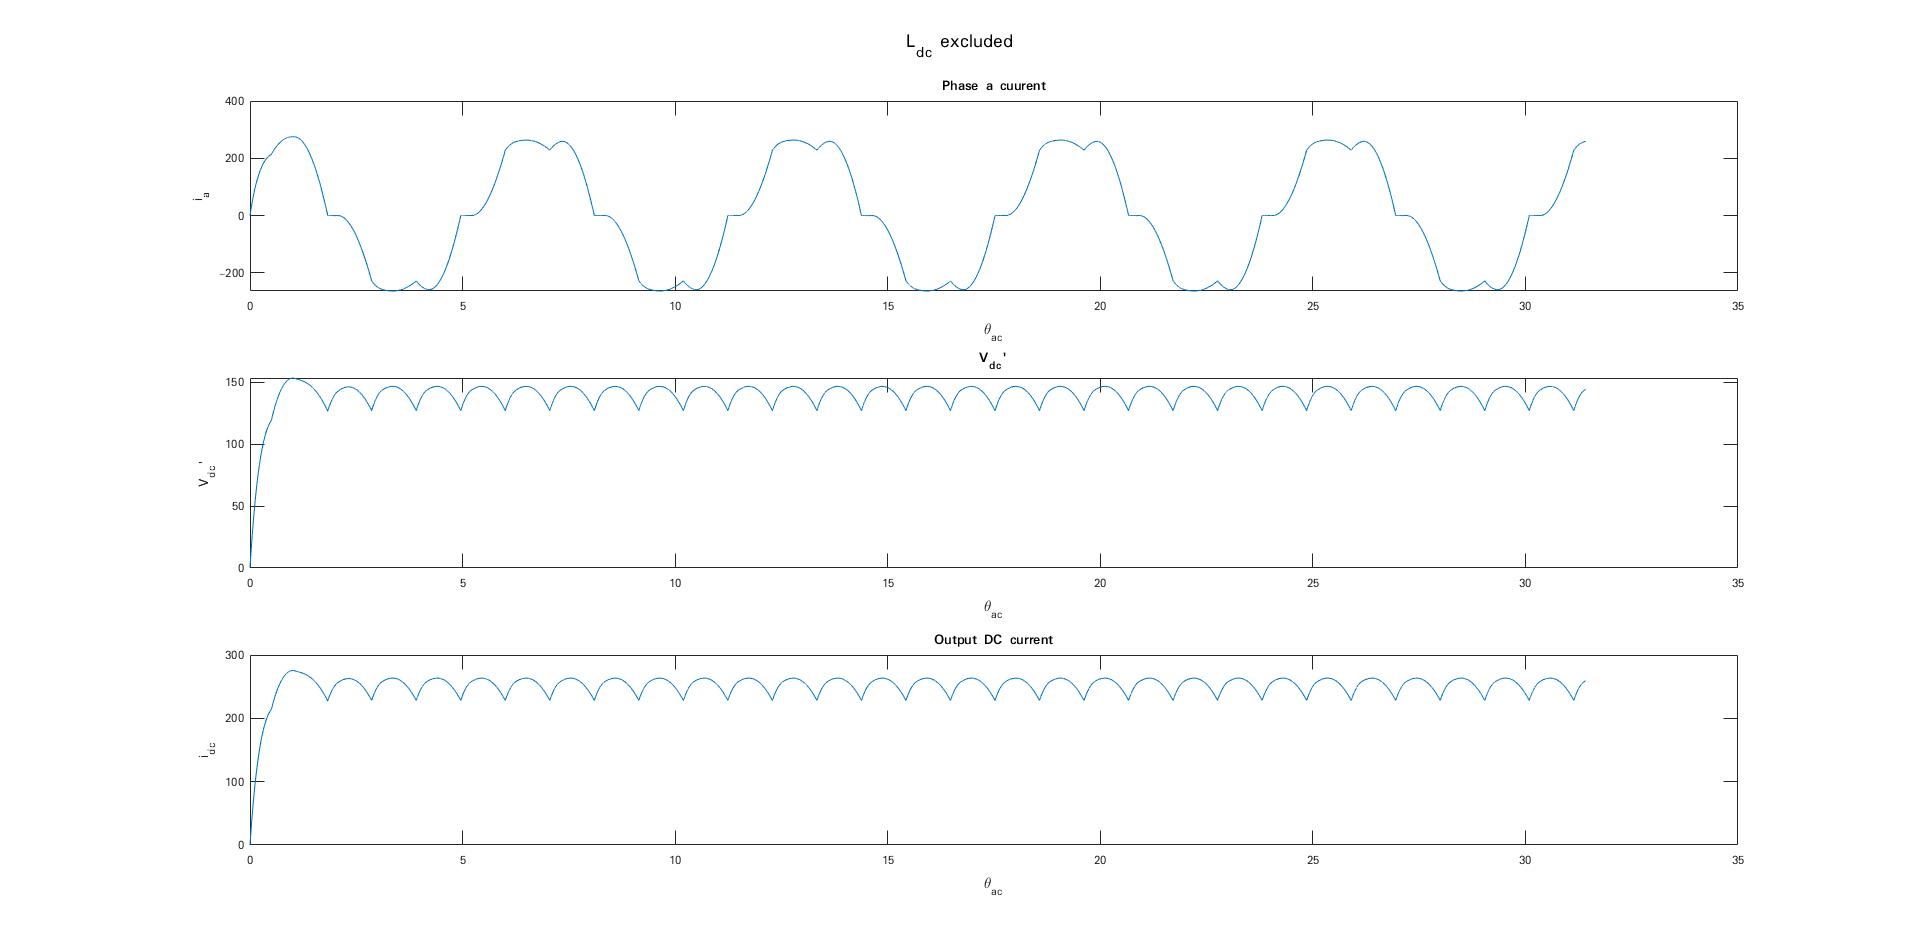 L_dc excluded
Phase a cuurent
400
200
0
-200
i_a
0 5 10 15 20 25 30 35
θ_ac
V_dc'
150
100
50
0
V_dc'
0 5 10 15 20 25 30 35
θ_ac
Output DC current
300
200
100
0
i_dc
0 5 10 15 20 25 30 35
θ_ac